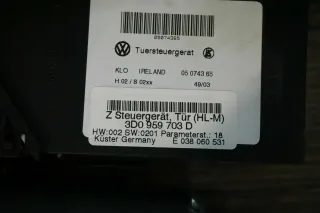 05074365
Tuersteuergerät
KLO IRELAND 05 0743 65
H 02 / S 02xx 49/03
Z Steuergerät, Tür (HL-M)
3D0 959 703 D
HW:002 SW:0201 Parameterst.: 18
Küster Germany E 038 060 531